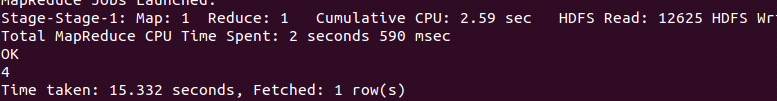 MapReduce Jobs Launched:
Stage-Stage-1: Map: 1  Reduce: 1   Cumulative CPU: 2.59 sec   HDFS Read: 12625 HDFS Wri
Total MapReduce CPU Time Spent: 2 seconds 590 msec
OK
4
Time taken: 15.332 seconds, Fetched: 1 row(s)